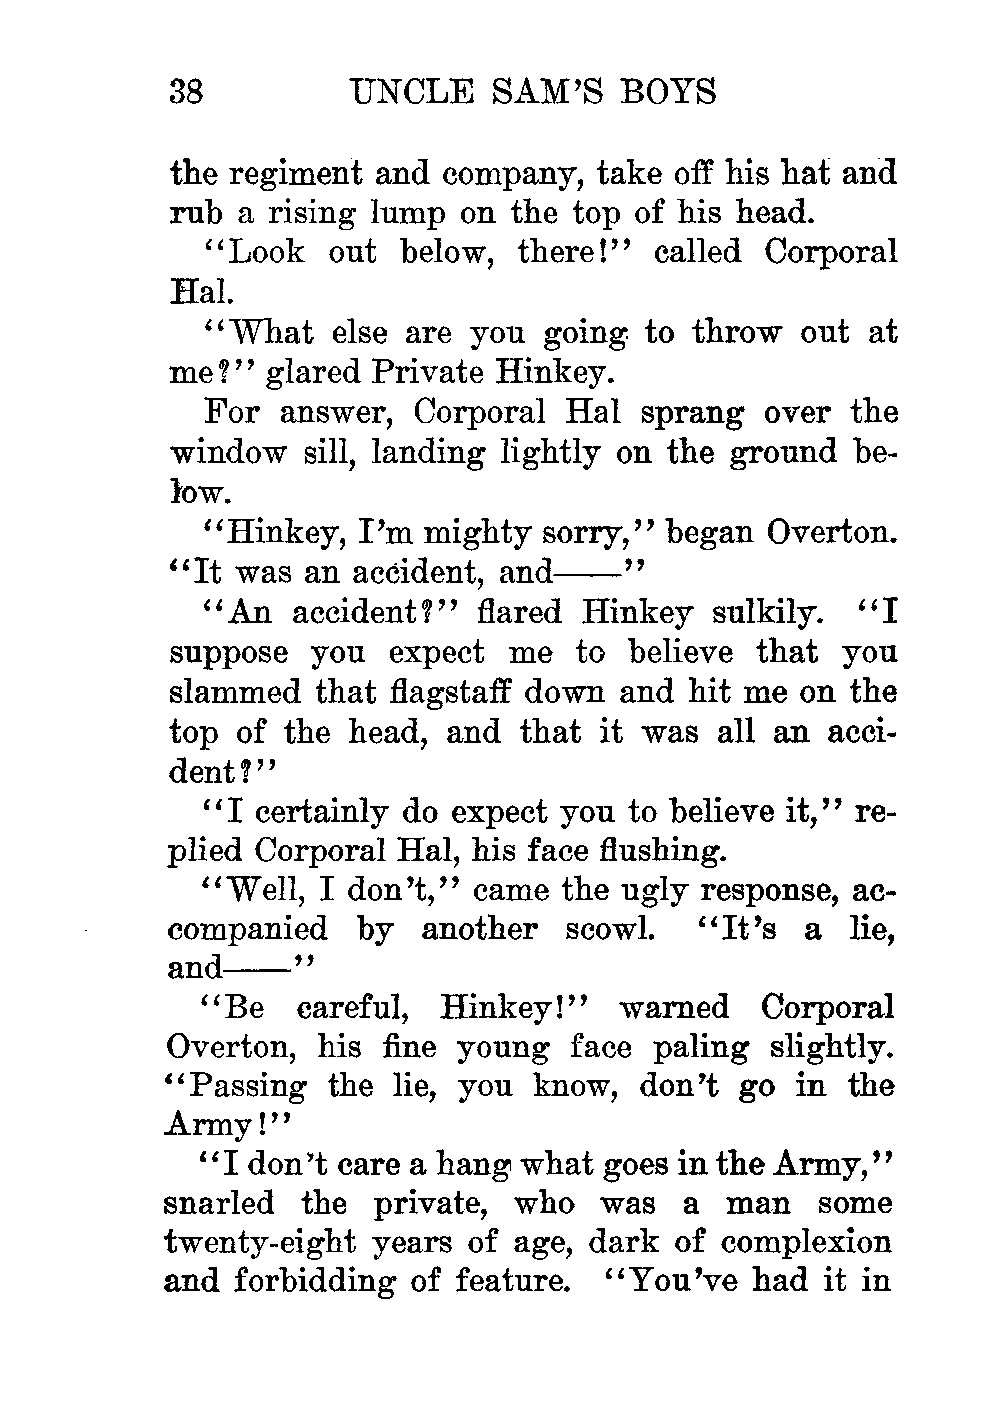 38 UNCLE SAM'S BOYS
the regiment and company, take off his hat and
rub a rising lump on the top of his head.
"Look out below, there!" called Corporal
Hal.
"What else are you going to throw out at
me?" glared Private Hinkey.
For answer, Corporal Hal sprang over the
window sill, landing lightly on the ground be-
low.
"Hinkey, I'm mighty sorry," began Overton.
"It was an accident, and——"
"An accident?" flared Hinkey sulkily. "I
suppose you expect me to believe that you
slammed that flagstaff down and hit me on the
top of the head, and that it was all an acci-
dent?"
"I certainly do expect you to believe it," re-
plied Corporal Hal, his face flushing.
"Well, I don't," came the ugly response, ac-
companied by another scowl. "It's a lie,
and——"
"Be careful, Hinkey!" warned Corporal
Overton, his fine young face paling slightly.
"Passing the lie, you know, don't go in the
Army!"
"I don't care a hang what goes in the Army,"
snarled the private, who was a man some
twenty-eight years of age, dark of complexion
and forbidding of feature. "You've had it in